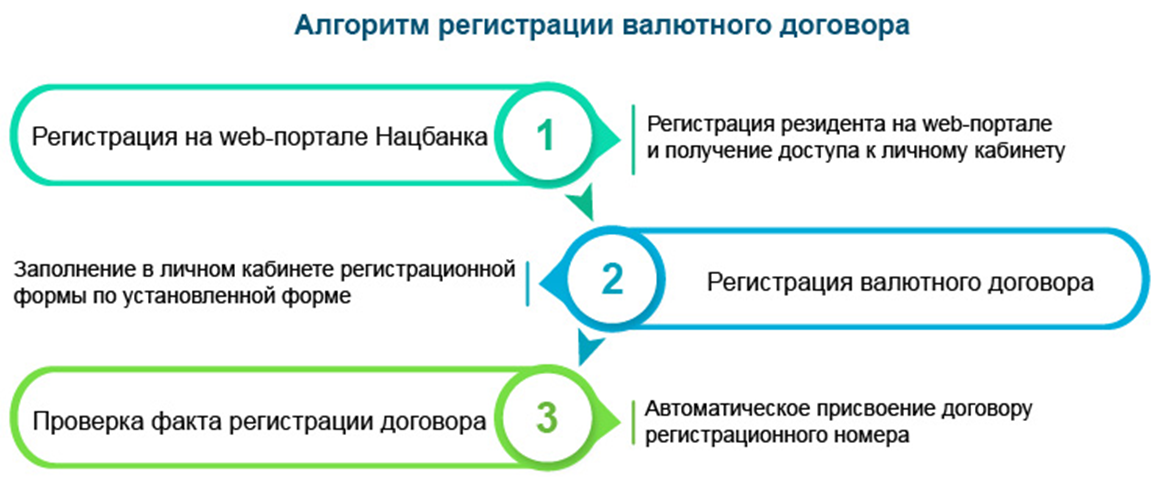 Алгоритм регистрации валютного договора
Регистрация на web-портале Нацбанка
1
Регистрация резидента на web-портале
и получение доступа к личному кабинету
Заполнение в личном кабинете регистрационной
формы по установленной форме
2
Регистрация валютного договора
Проверка факта регистрации договора
3
Автоматическое присвоение договору
регистрационного номера